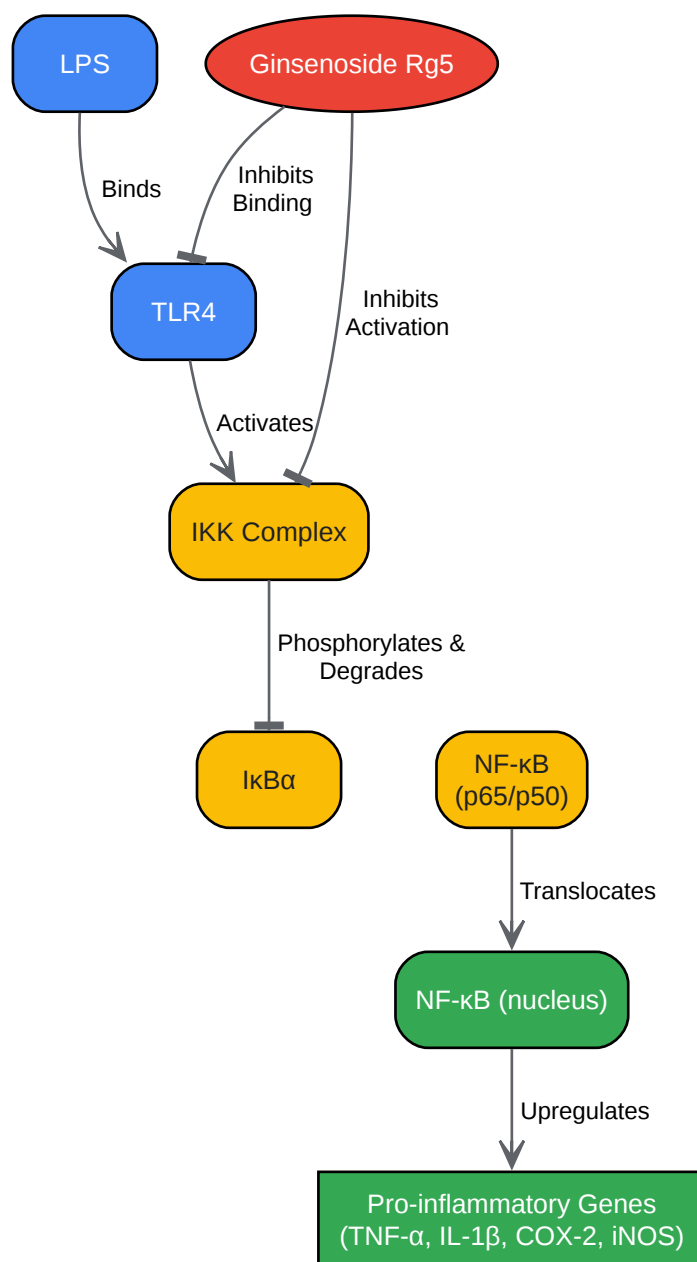 LPS
Ginsenoside Rg5
Binds
Inhibits
Binding
Inhibits
Activation
TLR4
Activates
IKK Complex
Phosphorylates &
Degrades
IκBα
NF-κB
(p65/p50)
Translocates
NF-κB (nucleus)
Upregulates
Pro-inflammatory Genes
(TNF-α, IL-1β, COX-2, iNOS)